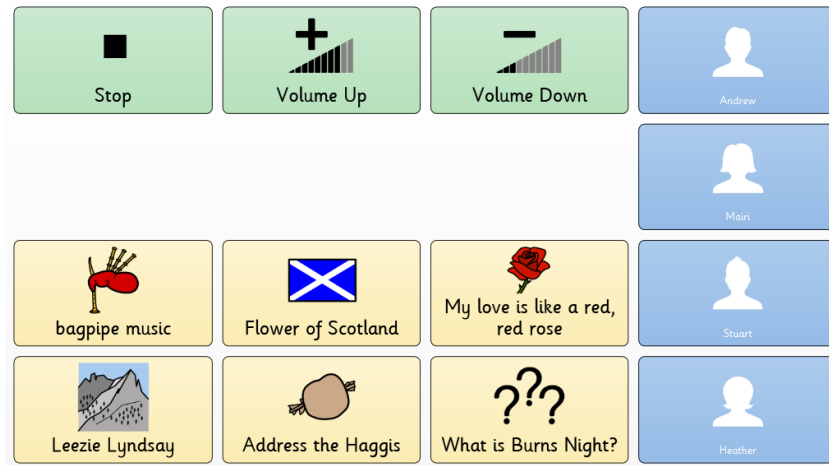 Stop
Volume Up
Volume Down
Andrew
Mairi
bagpipe music
Flower of Scotland
My love is like a red,
red rose
Stuart
Leezie Lyndsay
Address the Haggis
What is Burns Night?
Heather